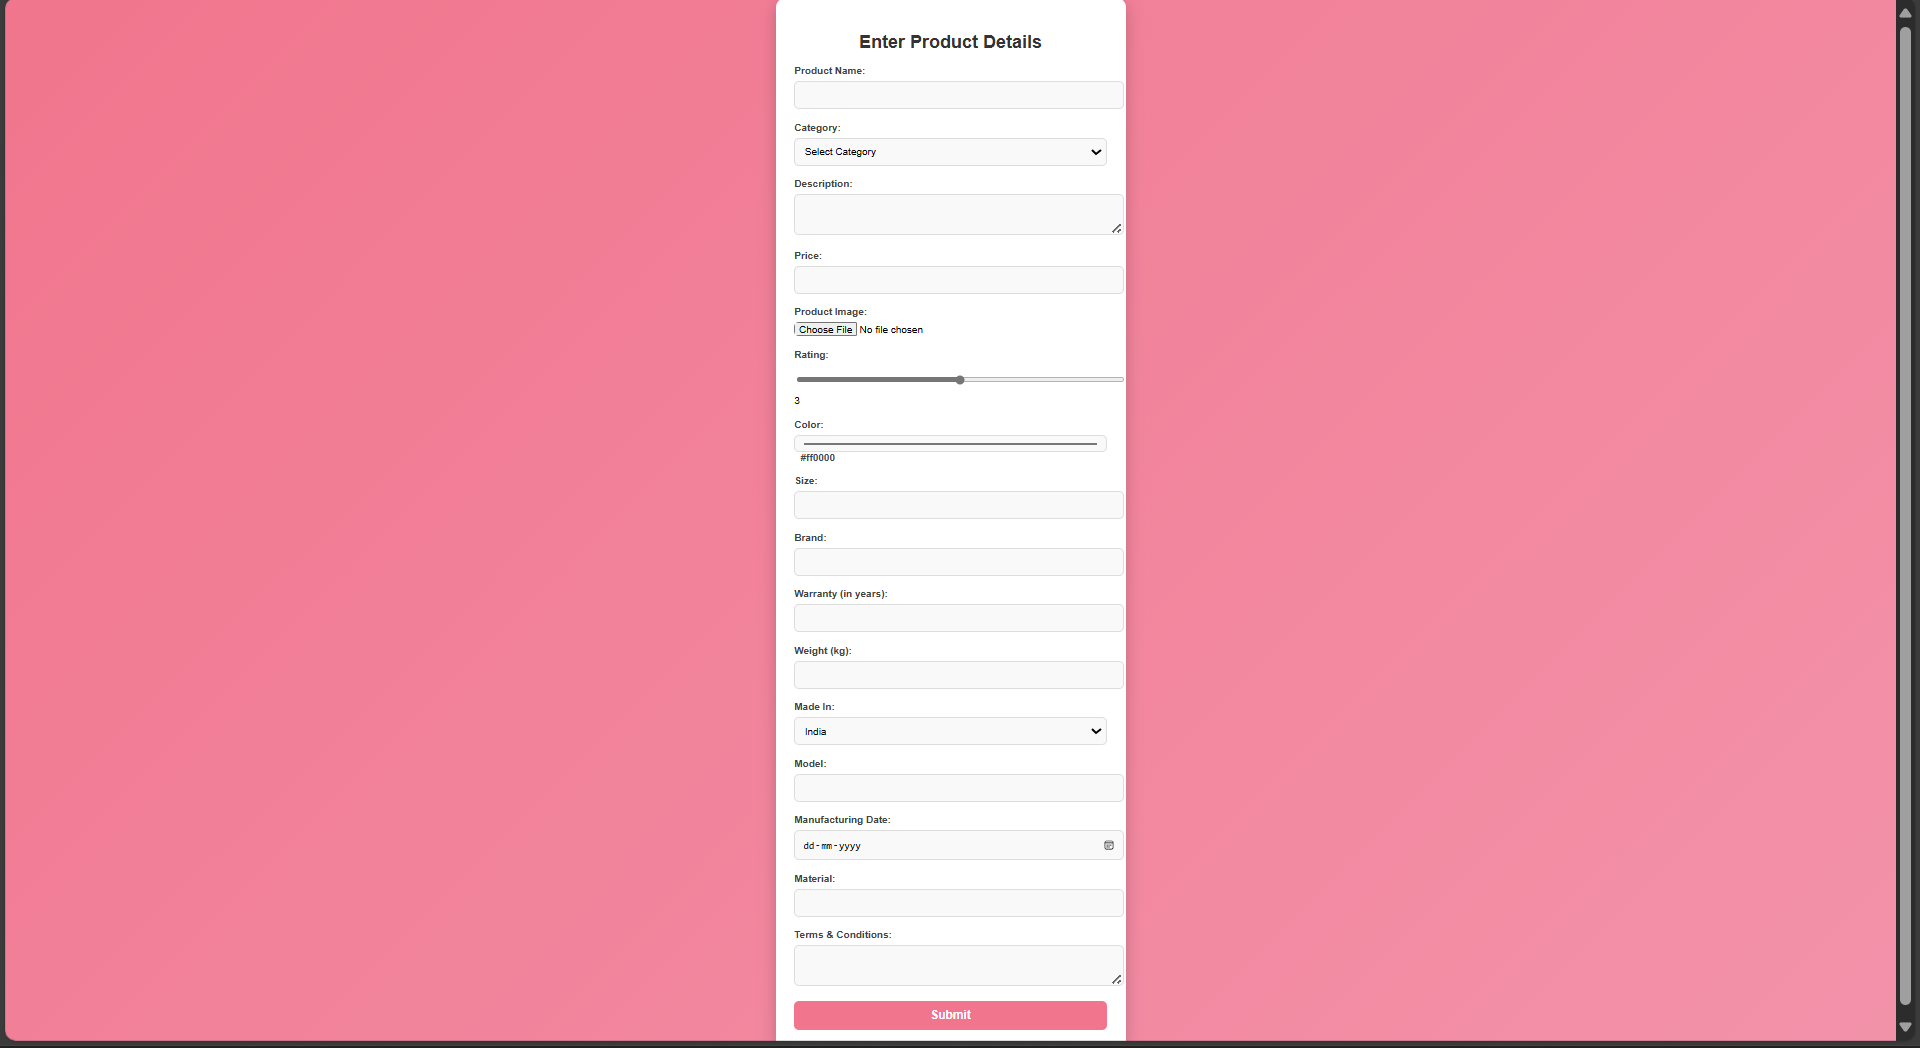 Enter Product Details
Product Name:
Category:
Select Category
Description:
Price:
Product Image:
Choose File No file chosen
Rating:
3
Color:
#ff0000
Size:
Brand:
Warranty (in years):
Weight (kg):
Made In:
India
Model:
Manufacturing Date:
dd-mm-yyyy
Material:
Terms & Conditions:
Submit